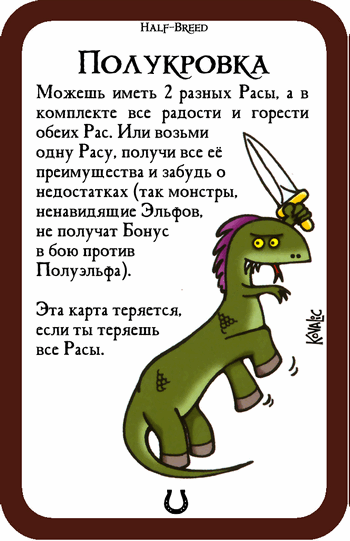 Half-Breed
Полукровка
Можешь иметь 2 разных Расы, а в
комплекте все радости и горести
обеих Рас. Или возьми
одну Расу, получи все её
преимущества и забудь о
недостатках (так монстры,
ненавидящие Эльфов,
не получат Бонус
в бою против
Полуэльфа).
Эта карта теряется,
если ты теряешь
все Расы.
Kovalic